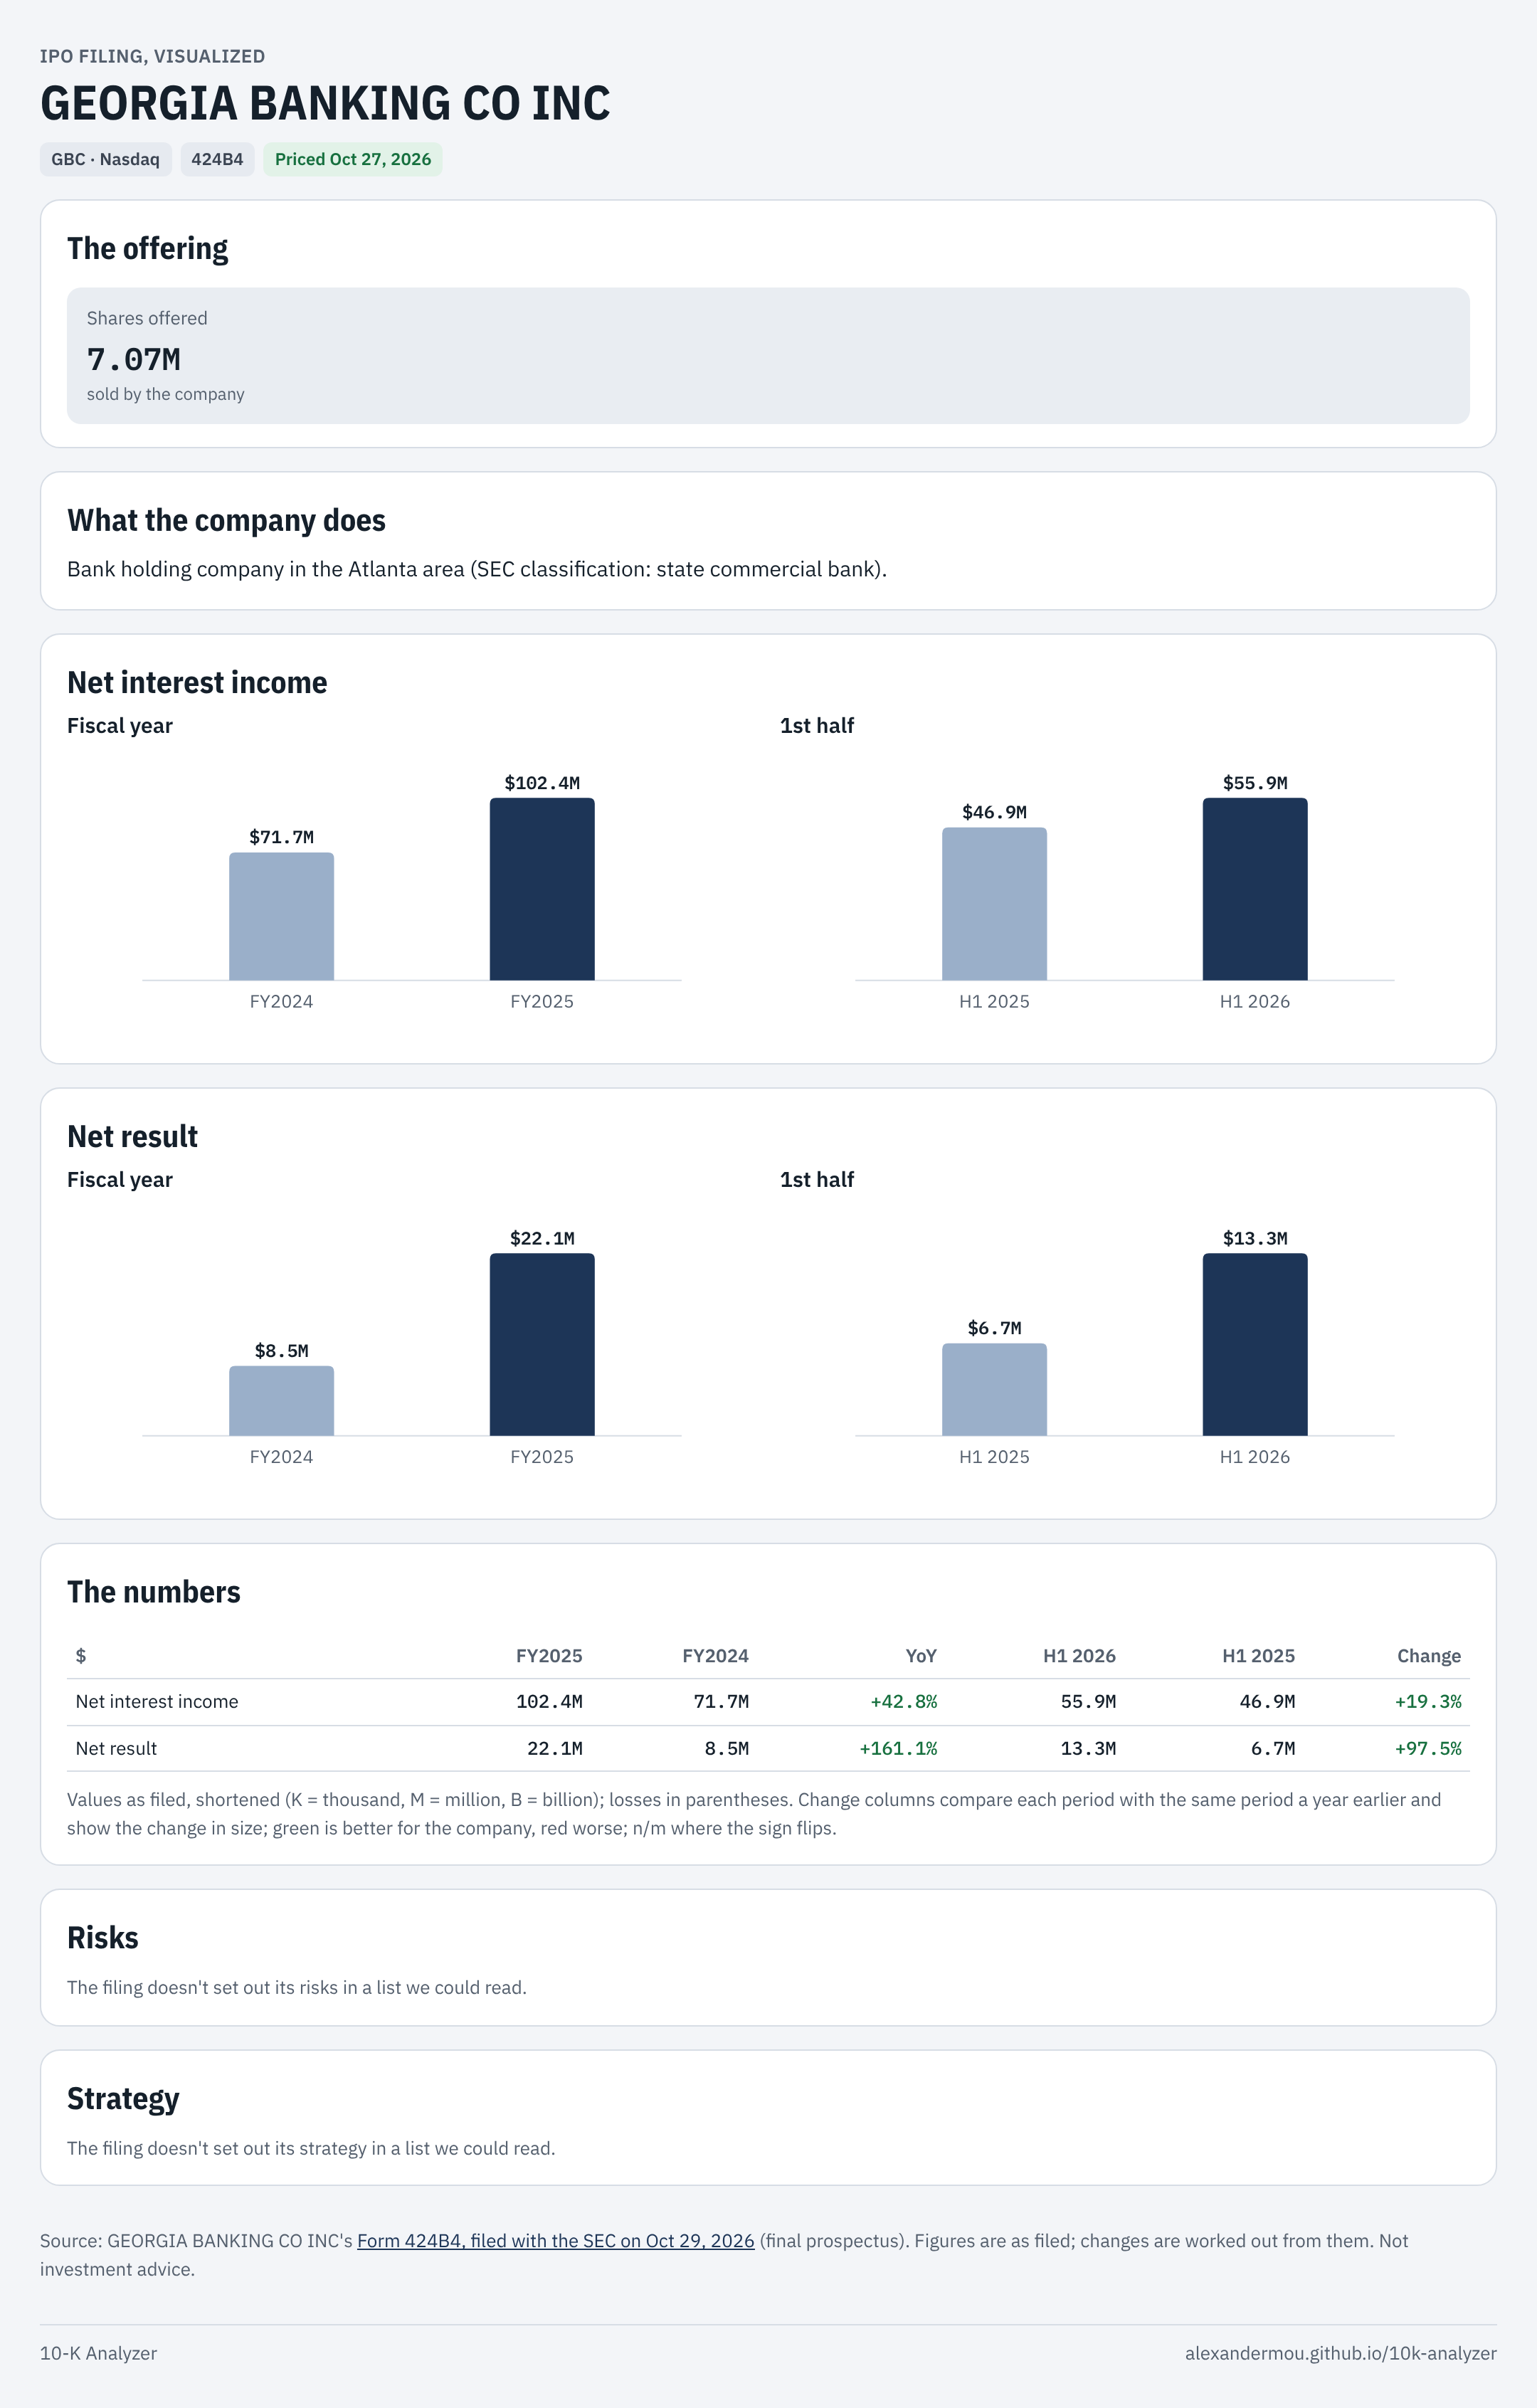 IPO FILING, VISUALIZED
GEORGIA BANKING CO INC
GBC · Nasdaq 424B4 Priced Oct 27, 2026
The offering
Shares offered
7.07M
sold by the company
What the company does
Bank holding company in the Atlanta area (SEC classification: state commercial bank).
Net interest income
Fiscal year
$71.7M $102.4M
FY2024 FY2025
1st half
$46.9M $55.9M
H1 2025 H1 2026
Net result
Fiscal year
$8.5M $22.1M
FY2024 FY2025
1st half
$6.7M $13.3M
H1 2025 H1 2026
The numbers
$ FY2025 FY2024 YoY H1 2026 H1 2025 Change
Net interest income 102.4M 71.7M +42.8% 55.9M 46.9M +19.3%
Net result 22.1M 8.5M +161.1% 13.3M 6.7M +97.5%
Values as filed, shortened (K = thousand, M = million, B = billion); losses in parentheses. Change columns compare each period with the same period a year earlier and
show the change in size; green is better for the company, red worse; n/m where the sign flips.
Risks
The filing doesn't set out its risks in a list we could read.
Strategy
The filing doesn't set out its strategy in a list we could read.
Source: GEORGIA BANKING CO INC's Form 424B4, filed with the SEC on Oct 29, 2026 (final prospectus). Figures are as filed; changes are worked out from them. Not
investment advice.
10-K Analyzer alexandermou.github.io/10k-analyzer